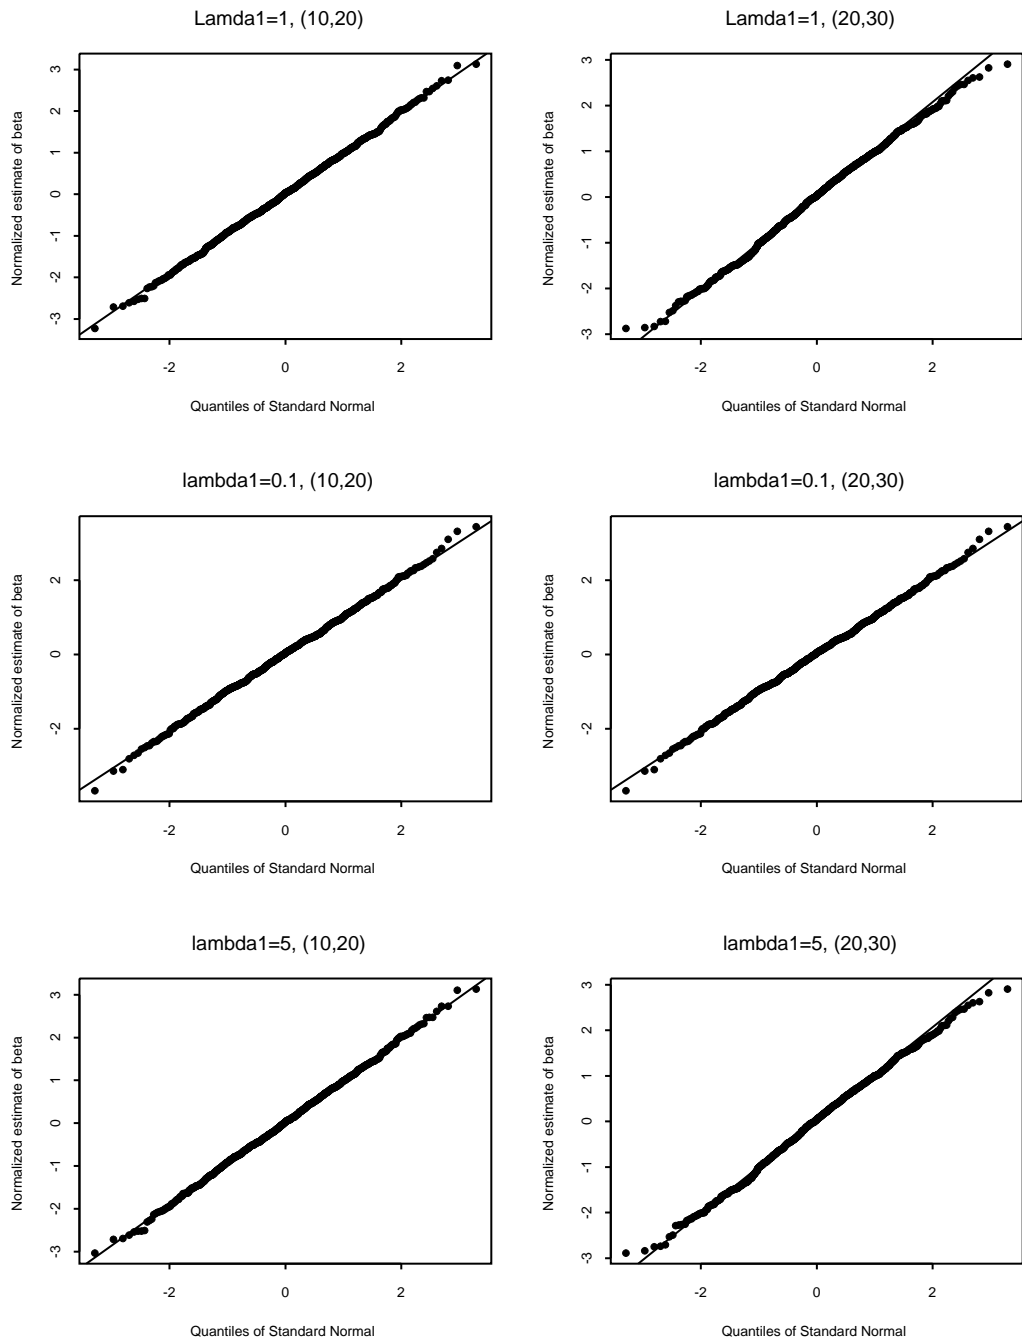 Lamda1=1, (10,20)
Normalized estimate of beta
3
2
1
0
-1
-2
-3
-2 0 2
Quantiles of Standard Normal
Lamda1=1, (20,30)
Normalized estimate of beta
3
2
1
0
-1
-2
-3
-2 0 2
Quantiles of Standard Normal
lambda1=0.1, (10,20)
Normalized estimate of beta
2
0
-2
-2 0 2
Quantiles of Standard Normal
lambda1=0.1, (20,30)
Normalized estimate of beta
2
0
-2
-2 0 2
Quantiles of Standard Normal
lambda1=5, (10,20)
Normalized estimate of beta
3
2
1
0
-1
-2
-3
-2 0 2
Quantiles of Standard Normal
lambda1=5, (20,30)
Normalized estimate of beta
3
2
1
0
-1
-2
-3
-2 0 2
Quantiles of Standard Normal